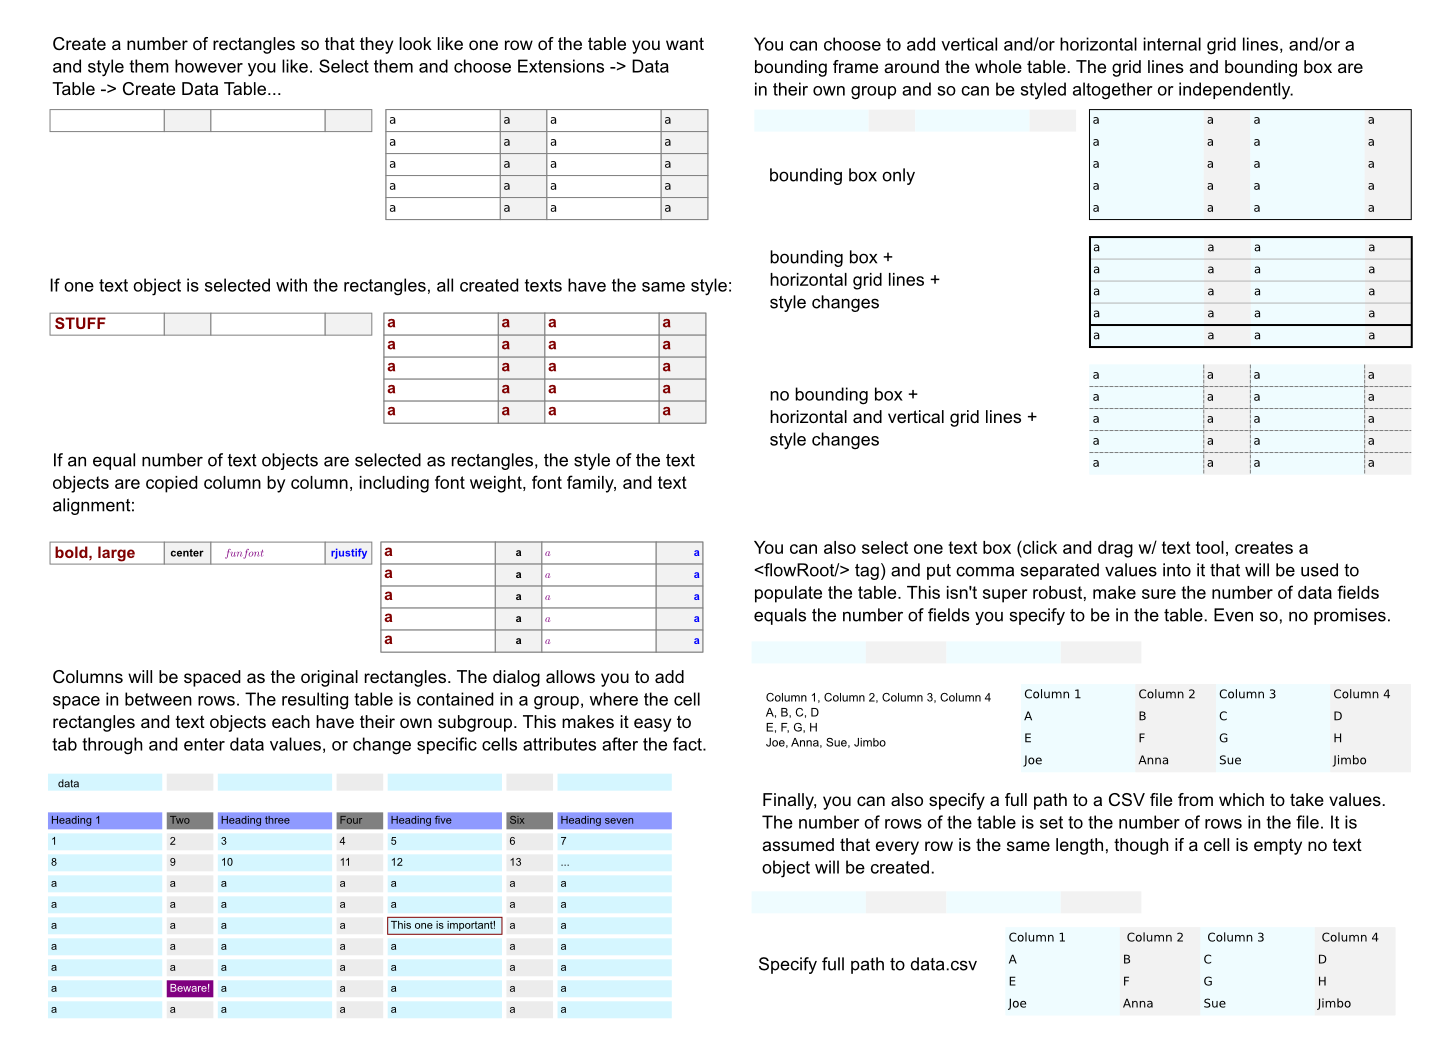 Create a number of rectangles so that they look like one row of the table you want
and style them however you like. Select them and choose Extensions -> Data
Table -> Create Data Table...
a a a a
a a a a
a a a a
a a a a
a a a a
If one text object is selected with the rectangles, all created texts have the same style:
STUFF
a a a a
a a a a
a a a a
a a a a
a a a a
If an equal number of text objects are selected as rectangles, the style of the text
objects are copied column by column, including font weight, font family, and text
alignment:
bold, large center funfont rjustify
a a a a
a a a a
a a a a
a a a a
a a a a
Columns will be spaced as the original rectangles. The dialog allows you to add
space in between rows. The resulting table is contained in a group, where the cell
rectangles and text objects each have their own subgroup. This makes it easy to
tab through and enter data values, or change specific cells attributes after the fact.
data
Heading 1 Two Heading three Four Heading five Six Heading seven
1 2 3 4 5 6 7
8 9 10 11 12 13 ...
a a a a a a a
a a a a a a a
a a a a This one is important! a a
a a a a a a a
a a a a a a a
a Beware! a a a a a
a a a a a a a
You can choose to add vertical and/or horizontal internal grid lines, and/or a
bounding frame around the whole table. The grid lines and bounding box are
in their own group and so can be styled altogether or independently.
a a a a
a a a a
a a a a
a a a a
a a a a
bounding box only
bounding box +
horizontal grid lines +
style changes
a a a a
a a a a
a a a a
a a a a
a a a a
no bounding box +
horizontal and vertical grid lines +
style changes
a a a a
a a a a
a a a a
a a a a
a a a a
You can also select one text box (click and drag w/ text tool, creates a
<flowRoot/> tag) and put comma separated values into it that will be used to
populate the table. This isn't super robust, make sure the number of data fields
equals the number of fields you specify to be in the table. Even so, no promises.
Column 1, Column 2, Column 3, Column 4
A, B, C, D
E, F, G, H
Joe, Anna, Sue, Jimbo
Column 1 Column 2 Column 3 Column 4
A B C D
E F G H
Joe Anna Sue Jimbo
Finally, you can also specify a full path to a CSV file from which to take values.
The number of rows of the table is set to the number of rows in the file. It is
assumed that every row is the same length, though if a cell is empty no text
object will be created.
Specify full path to data.csv
Column 1 Column 2 Column 3 Column 4
A B C D
E F G H
Joe Anna Sue Jimbo